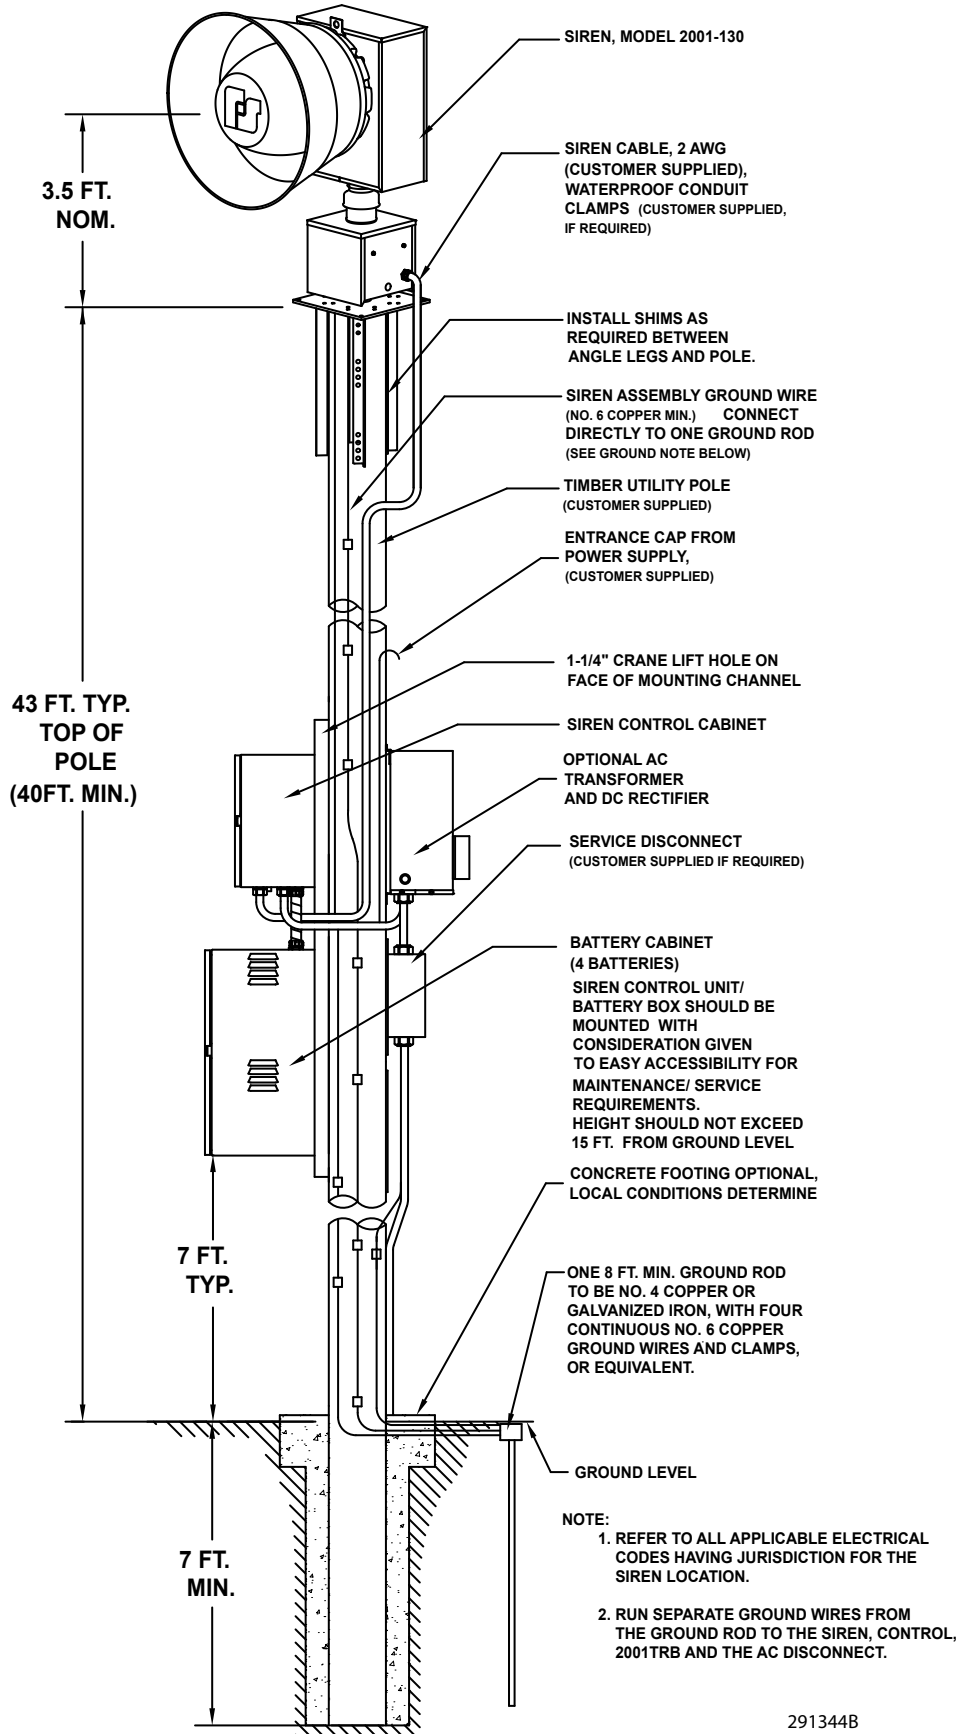 SIREN, MODEL 2001-130
SIREN CABLE, 2 AWG
(CUSTOMER SUPPLIED),
WATERPROOF CONDUIT
CLAMPS (CUSTOMER SUPPLIED,
IF REQUIRED)
3.5 FT.
NOM.
INSTALL SHIMS AS
REQUIRED BETWEEN
ANGLE LEGS AND POLE.
SIREN ASSEMBLY GROUND WIRE
(NO. 6 COPPER MIN.) CONNECT
DIRECTLY TO ONE GROUND ROD
(SEE GROUND NOTE BELOW)
TIMBER UTILITY POLE
(CUSTOMER SUPPLIED)
ENTRANCE CAP FROM
POWER SUPPLY,
(CUSTOMER SUPPLIED)
1-1/4" CRANE LIFT HOLE ON
FACE OF MOUNTING CHANNEL
43 FT. TYP.
TOP OF
POLE
(40FT. MIN.)
SIREN CONTROL CABINET
OPTIONAL AC
TRANSFORMER
AND DC RECTIFIER
SERVICE DISCONNECT
(CUSTOMER SUPPLIED IF REQUIRED)
BATTERY CABINET
(4 BATTERIES)
SIREN CONTROL UNIT/
BATTERY BOX SHOULD BE
MOUNTED WITH
CONSIDERATION GIVEN
TO EASY ACCESSIBILITY FOR
MAINTENANCE/ SERVICE
REQUIREMENTS.
HEIGHT SHOULD NOT EXCEED
15 FT. FROM GROUND LEVEL
CONCRETE FOOTING OPTIONAL,
LOCAL CONDITIONS DETERMINE
7 FT.
TYP.
ONE 8 FT. MIN. GROUND ROD
TO BE NO. 4 COPPER OR
GALVANIZED IRON, WITH FOUR
CONTINUOUS NO. 6 COPPER
GROUND WIRES AND CLAMPS,
OR EQUIVALENT.
GROUND LEVEL
7 FT.
MIN.
NOTE:
1. REFER TO ALL APPLICABLE ELECTRICAL
CODES HAVING JURISDICTION FOR THE
SIREN LOCATION.
2. RUN SEPARATE GROUND WIRES FROM
THE GROUND ROD TO THE SIREN, CONTROL,
2001TRB AND THE AC DISCONNECT.
291344B